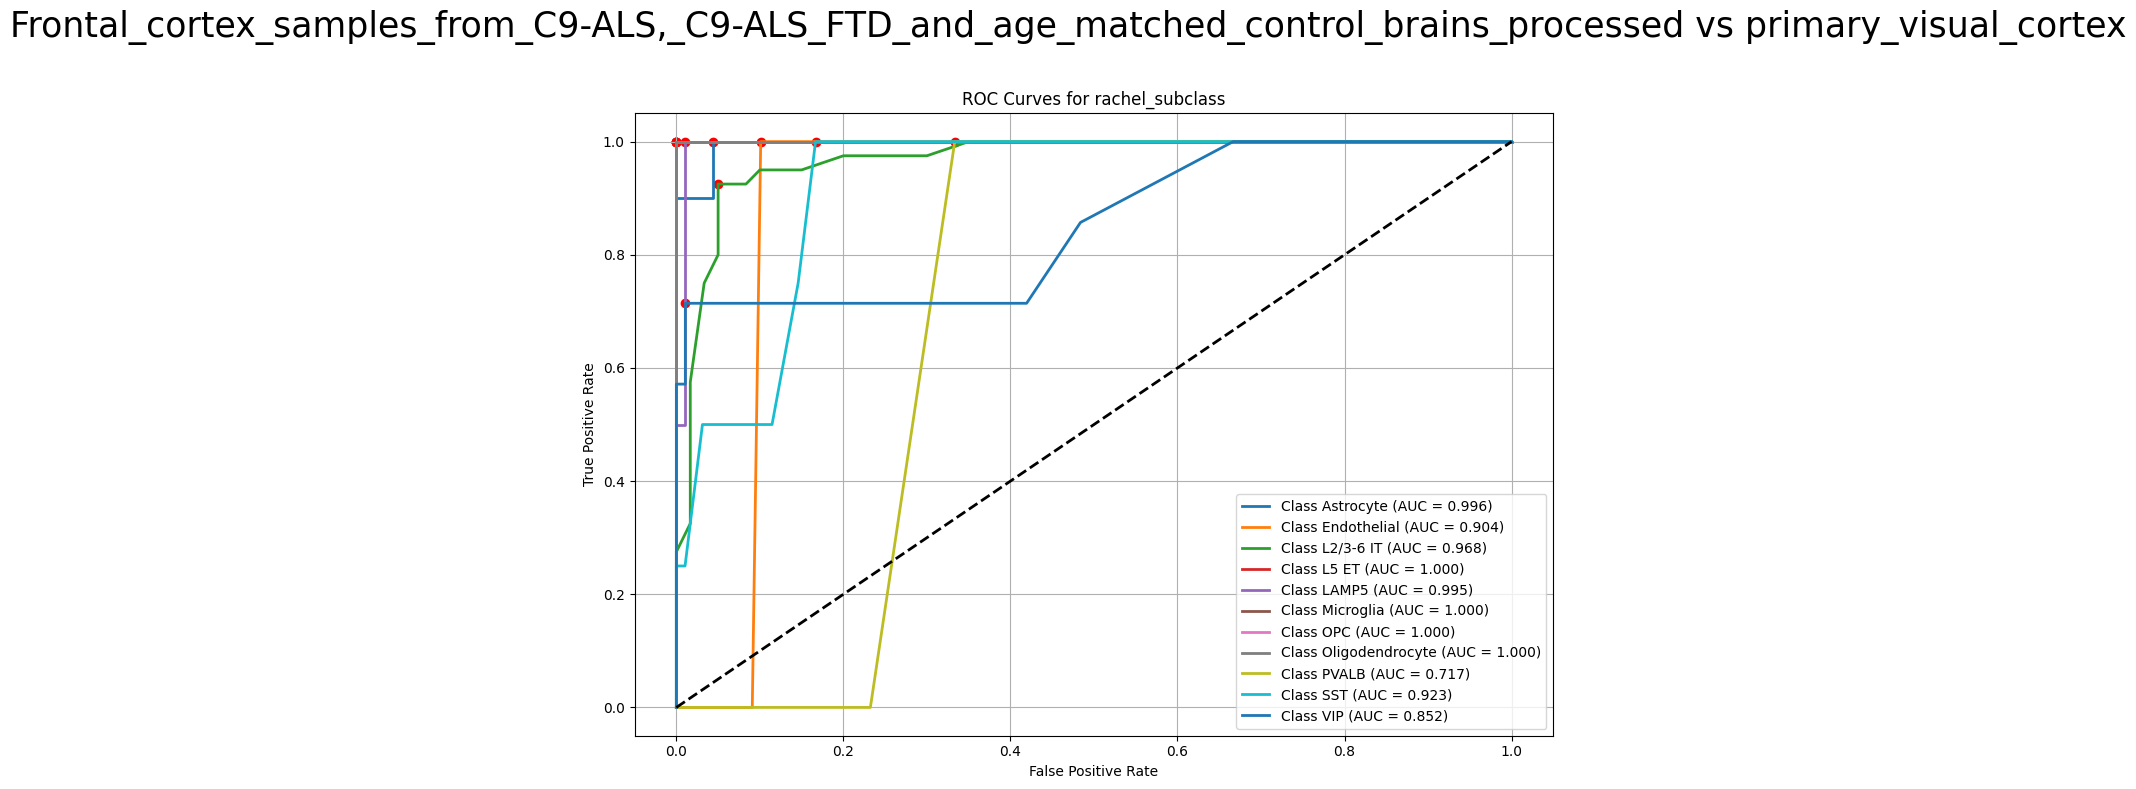 Frontal_cortex_samples_from_C9-ALS,_C9-ALS_FTD_and_age_matched_control_brains_processed vs primary_visual_cortex
ROC Curves for rachel_subclass
True Positive Rate
1.0
0.8
0.6
0.4
0.2
0.0
Class Astrocyte (AUC = 0.996)
Class Endothelial (AUC = 0.904)
Class L2/3-6 IT (AUC = 0.968)
Class L5 ET (AUC = 1.000)
Class LAMP5 (AUC = 0.995)
Class Microglia (AUC = 1.000)
Class OPC (AUC = 1.000)
Class Oligodendrocyte (AUC = 1.000)
Class PVALB (AUC = 0.717)
Class SST (AUC = 0.923)
Class VIP (AUC = 0.852)
0.0 0.2 0.4 0.6 0.8 1.0
False Positive Rate